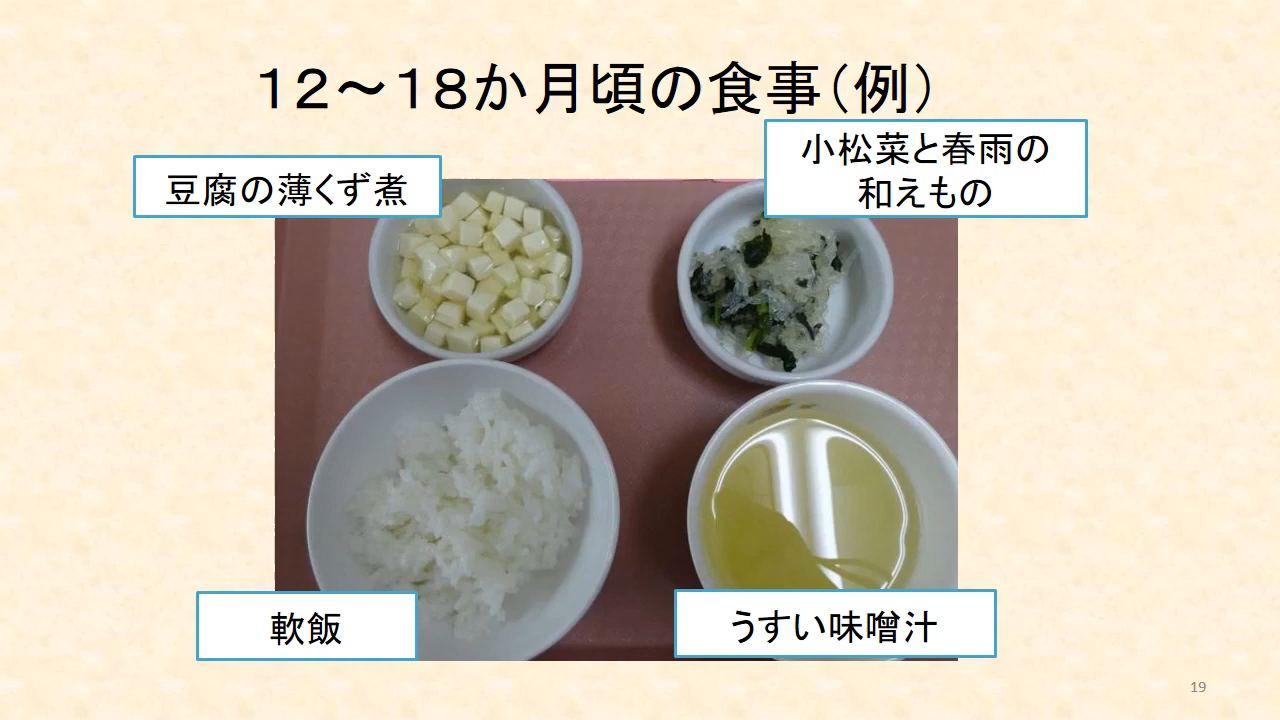 12～18か月頃の食事（例）
豆腐の薄くず煮
小松菜と春雨の
和えもの
軟飯
うすい味噌汁
19